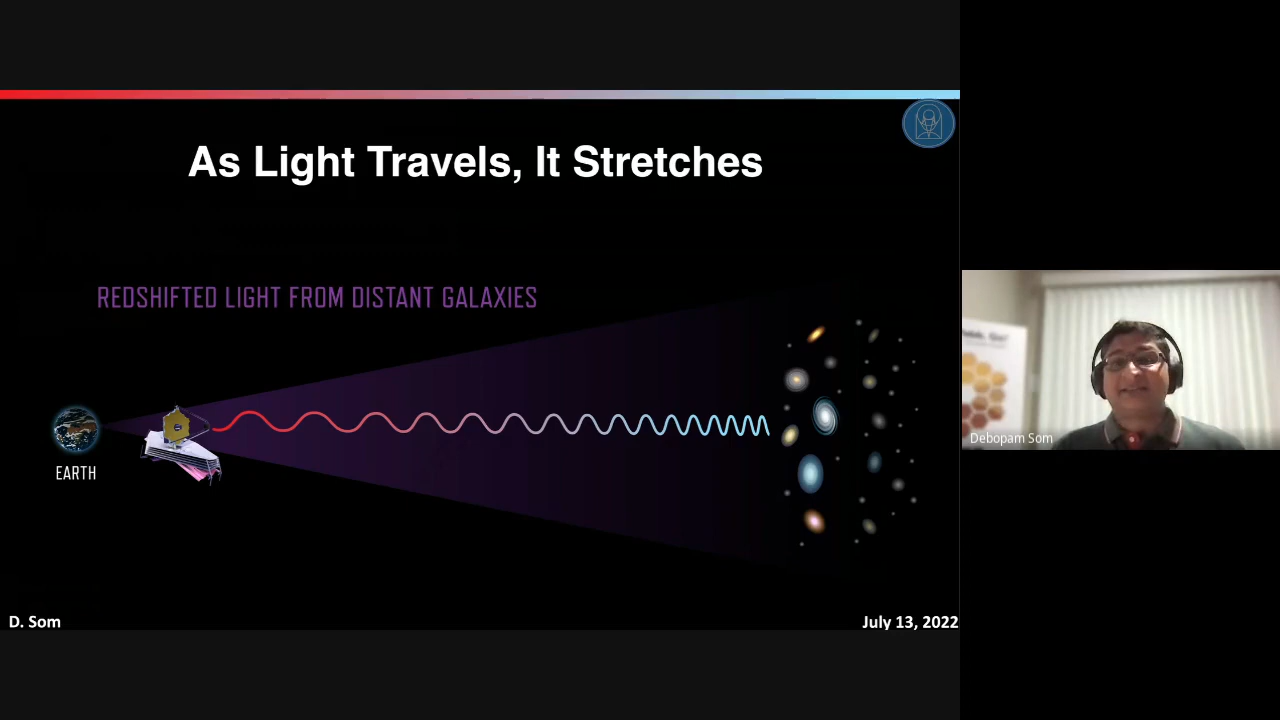 As Light Travels, It Stretches
REDSHIFTED LIGHT FROM DISTANT GALAXIES
EARTH
D. Som
July 13, 2022
Debopam Som